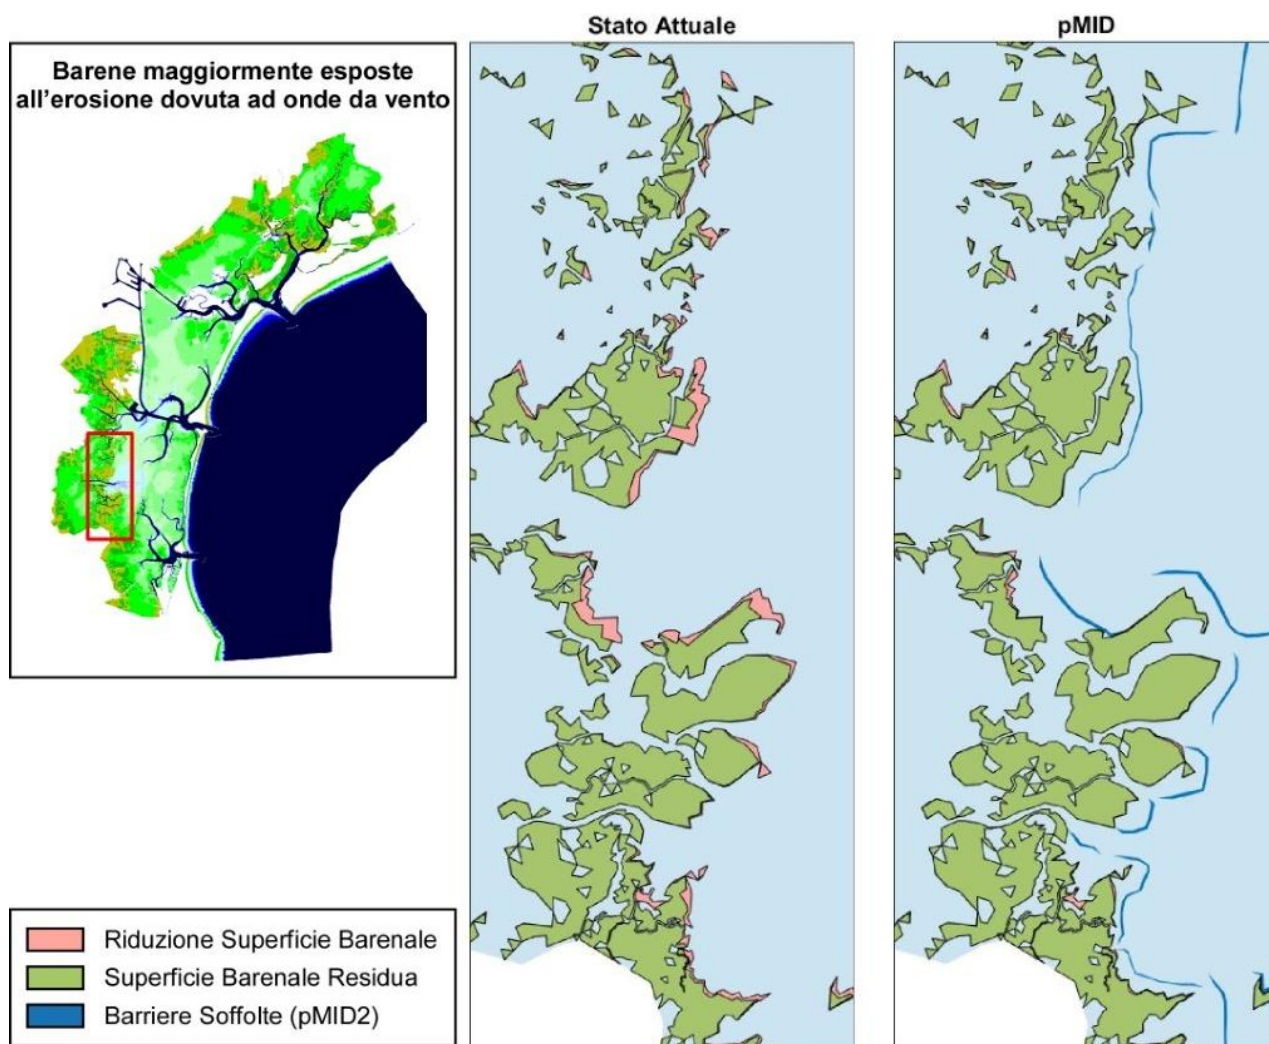 Stato Attuale
pMID
Barene maggiormente esposte
all'erosione dovuta ad onde da vento
Riduzione Superficie Barenale
Superficie Barenale Residua
Barriere Soffolte (pMID2)